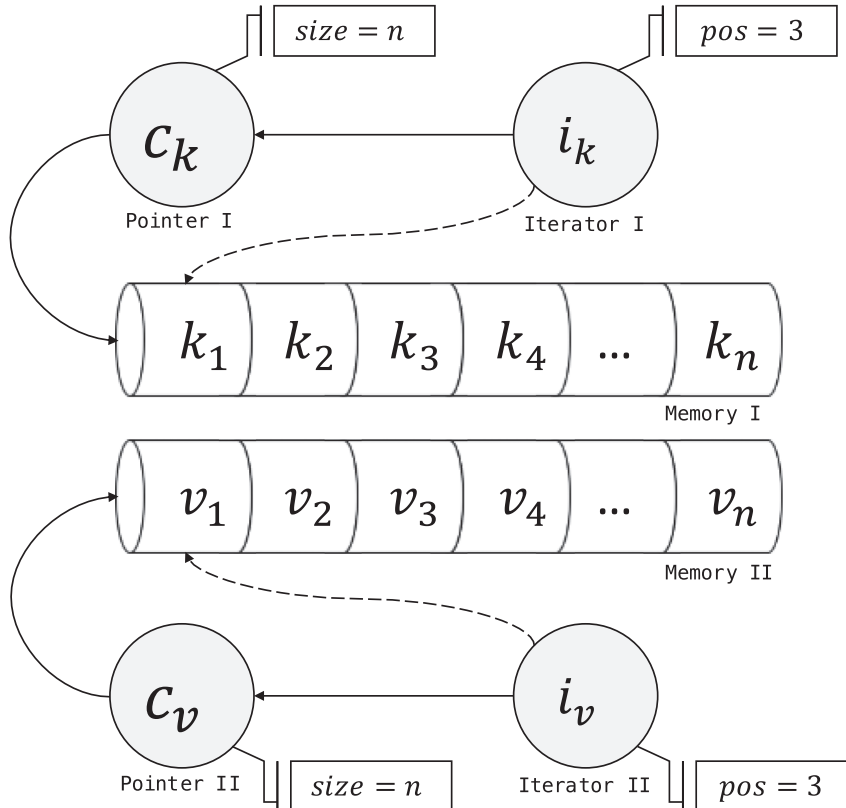 size = n
pos = 3
c_k
i_k
Pointer I
Iterator I
k_1 k_2 k_3 k_4 ... k_n
Memory I
v_1 v_2 v_3 v_4 ... v_n
Memory II
c_v
i_v
Pointer II
Iterator II
size = n
pos = 3